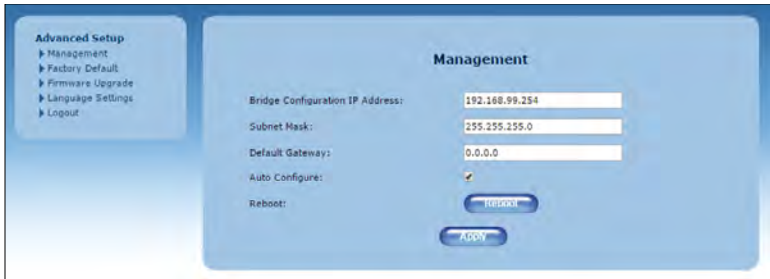 Advanced Setup
Management
Factory Default
Firmware Upgrade
Language Settings
Logout
Management
Bridge Configuration IP Address: 192.168.99.254
Subnet Mask: 255.255.255.0
Default Gateway: 0.0.0.0
Auto Configure:
Reboot: Reboot
Apply